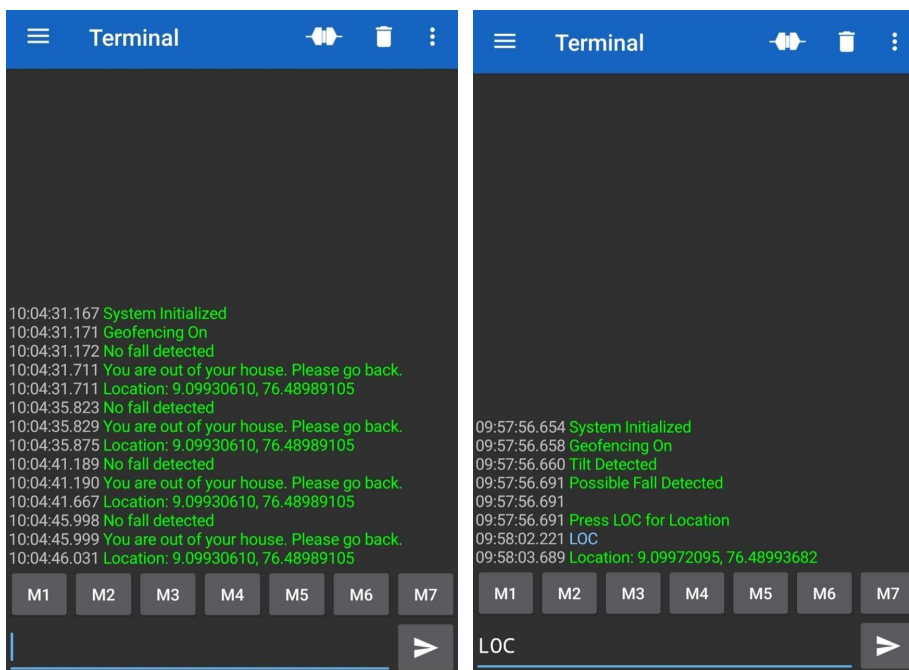 Terminal
10:04:31.167 System Initialized
10:04:31.171 Geofencing On
10:04:31.172 No fall detected
10:04:31.711 You are out of your house. Please go back.
10:04:31.711 Location: 9.09930610, 76.48989105
10:04:35.823 No fall detected
10:04:35.829 You are out of your house. Please go back.
10:04:35.875 Location: 9.09930610, 76.48989105
10:04:41.189 No fall detected
10:04:41.190 You are out of your house. Please go back.
10:04:41.667 Location: 9.09930610, 76.48989105
10:04:45.998 No fall detected
10:04:45.999 You are out of your house. Please go back.
10:04:46.031 Location: 9.09930610, 76.48989105
M1 M2 M3 M4 M5 M6 M7
Terminal
09:57:56.654 System Initialized
09:57:56.658 Geofencing On
09:57:56.660 Tilt Detected
09:57:56.691 Possible Fall Detected
09:57:56.691
09:57:56.691 Press LOC for Location
09:58:02.221 LOC
09:58:03.689 Location: 9.09972095, 76.48993682
M1 M2 M3 M4 M5 M6 M7
LOC